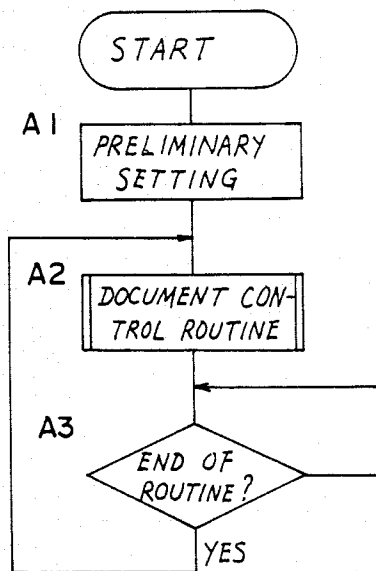 START
A1
PRELIMINARY
SETTING
A2
DOCUMENT CON-
TROL ROUTINE
A3
END OF
ROUTINE?
YES